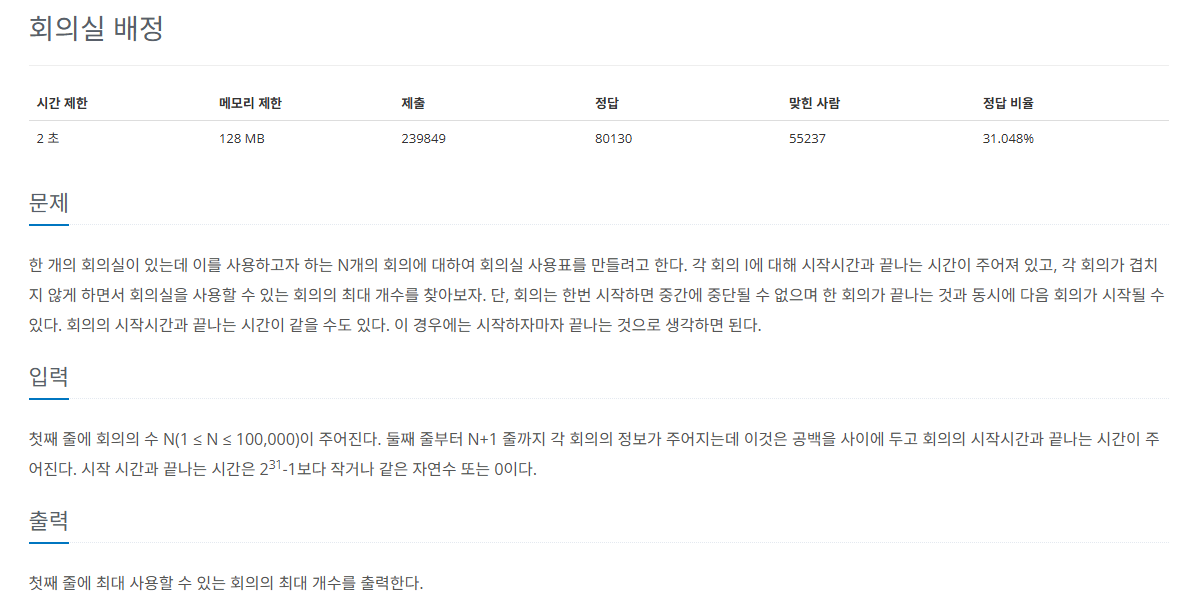 회의실 배정
시간 제한 메모리 제한 제출 정답 맞힌 사람 정답 비율
2 초 128 MB 239849 80130 55237 31.048%
문제
한 개의 회의실이 있는데 이를 사용하고자 하는 N개의 회의에 대하여 회의실 사용표를 만들려고 한다. 각 회의 I에 대해 시작시간과 끝나는 시간이 주어져 있고, 각 회의가 겹치
지 않게 하면서 회의실을 사용할 수 있는 회의의 최대 개수를 찾아보자. 단, 회의는 한번 시작하면 중간에 중단될 수 없으며 한 회의가 끝나는 것과 동시에 다음 회의가 시작될 수
있다. 회의의 시작시간과 끝나는 시간이 같을 수도 있다. 이 경우에는 시작하자마자 끝나는 것으로 생각하면 된다.
입력
첫째 줄에 회의의 수 N(1 ≤ N ≤ 100,000)이 주어진다. 둘째 줄부터 N+1 줄까지 각 회의의 정보가 주어지는데 이것은 공백을 사이에 두고 회의의 시작시간과 끝나는 시간이 주
어진다. 시작 시간과 끝나는 시간은 2³¹-1보다 작거나 같은 자연수 또는 0이다.
출력
첫째 줄에 최대 사용할 수 있는 회의의 최대 개수를 출력한다.